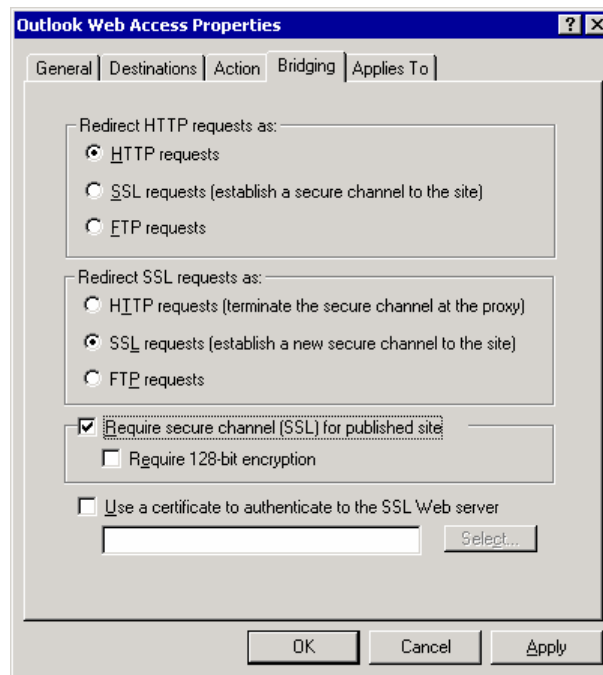 Outlook Web Access Properties
General Destinations Action Bridging Applies To
Redirect HTTP requests as:
HTTP requests
SSL requests (establish a secure channel to the site)
FTP requests
Redirect SSL requests as:
HTTP requests (terminate the secure channel at the proxy)
SSL requests (establish a new secure channel to the site)
FTP requests
Require secure channel (SSL) for published site
Require 128-bit encryption
Use a certificate to authenticate to the SSL Web server
Select...
OK Cancel Apply